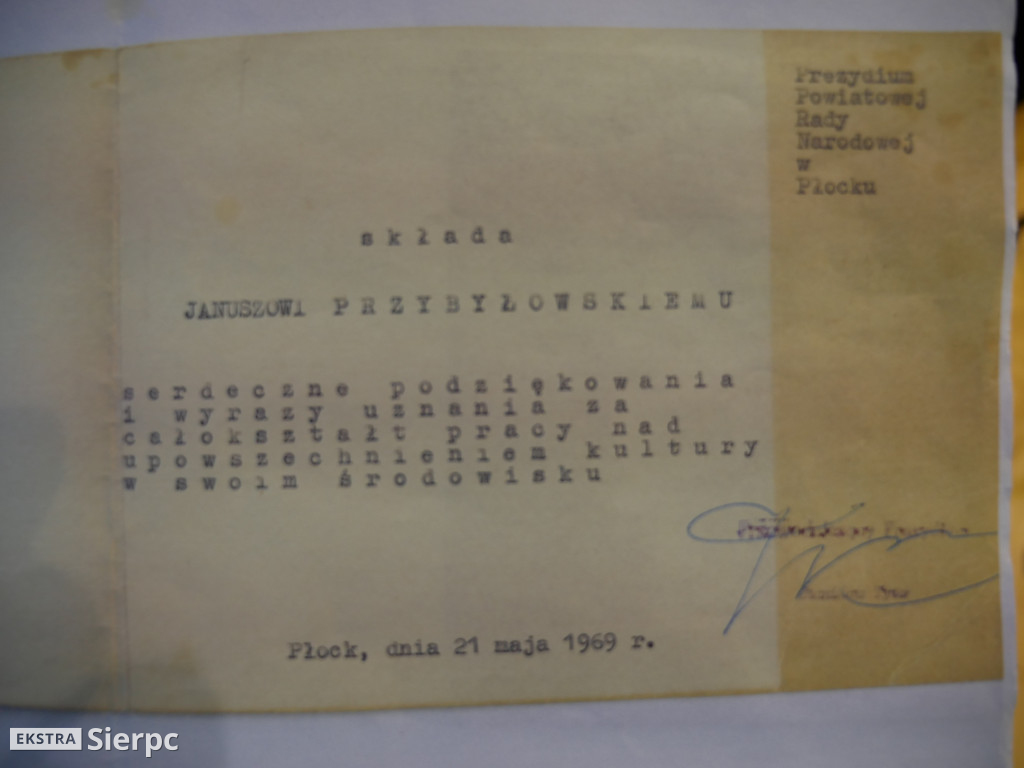 Prezydium
Powiatowej
Rady
Narodowej
w
Płocku
składa
JANUSZOWI PRZYBYŁOWSKIEMU
serdeczne podziękowania
i wyrazy uznania za
całokształt pracy nad
upowszechnieniem kultury
w swoim środowisku
Płock, dnia 21 maja 1969 r.
EKSTRA Sierpc